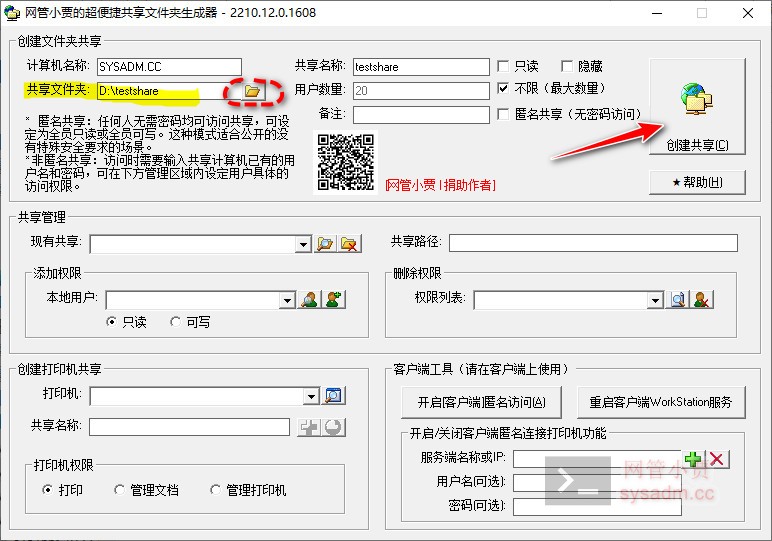 网管小贾的超便捷共享文件夹生成器 - 2210.12.0.1608
创建文件夹共享
计算机名称: SYSADM.CC
共享名称: testshare
只读
隐藏
共享文件夹: D:\testshare
用户数量: 20
不限（最大数量）
备注:
匿名共享（无密码访问）
创建共享(C)
* 匿名共享：任何人无需密码均可访问共享，可
设定为全员只读或全员可写。这种模式适合公开的没
有特殊安全要求的场景。
*非匿名共享：访问时需要输入共享计算机已有的用
户名和密码，可在下方管理区域内设定用户具体的
访问权限。
[网管小贾 | 捐助作者]
★帮助(H)
共享管理
现有共享:
共享路径:
添加权限
本地用户:
只读
可写
删除权限
权限列表:
创建打印机共享
打印机:
共享名称:
打印机权限
打印
管理文档
管理打印机
客户端工具（请在客户端上使用）
开启[客户端]匿名访问(A)
重启客户端WorkStation服务
开启/关闭客户端匿名连接打印机功能
服务端名称或IP:
用户名(可选):
密码(可选):
网管小贾
sysadm.cc